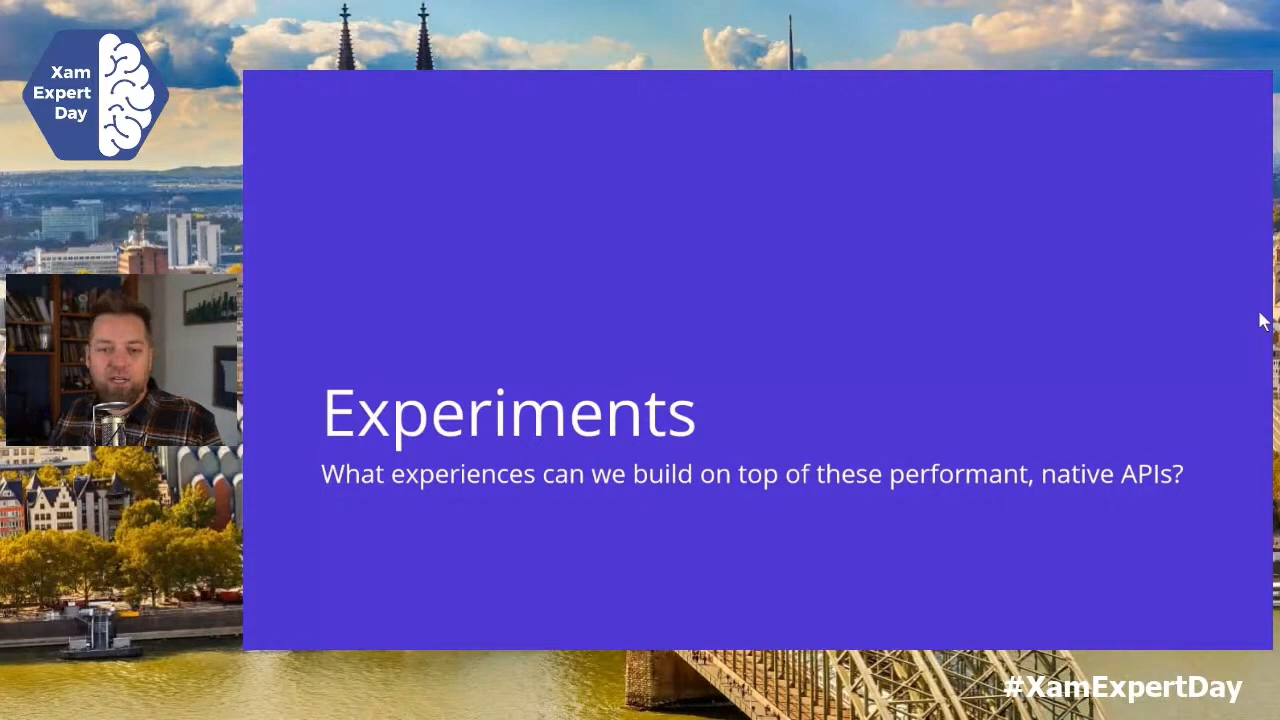 Xam
Expert
Day
Experiments
What experiences can we build on top of these performant, native APIs?
#XamExpertDay